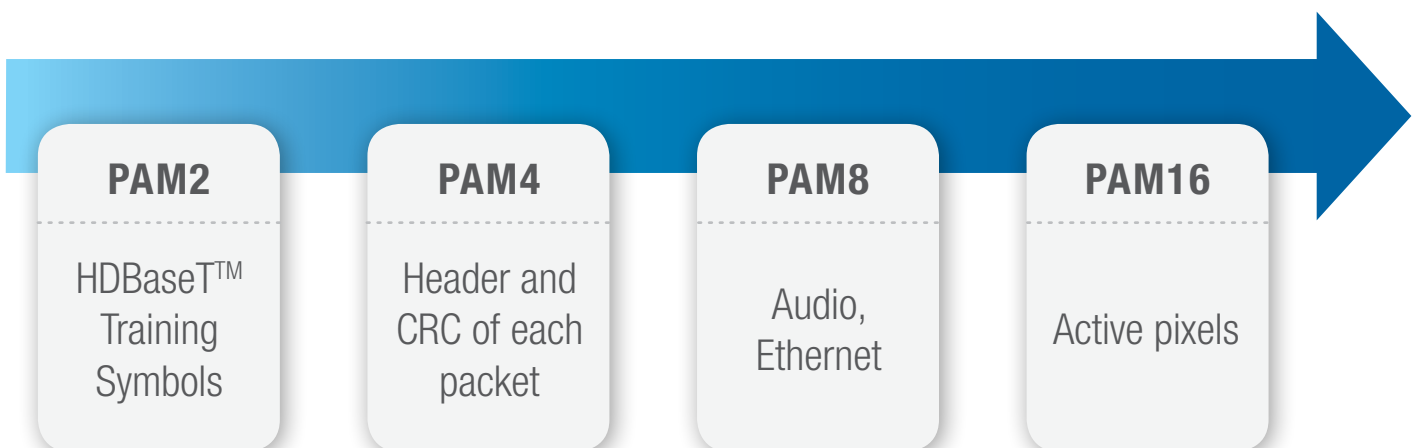 PAM2
HDBaseT™
Training
Symbols
PAM4
Header and
CRC of each
packet
PAM8
Audio,
Ethernet
PAM16
Active pixels